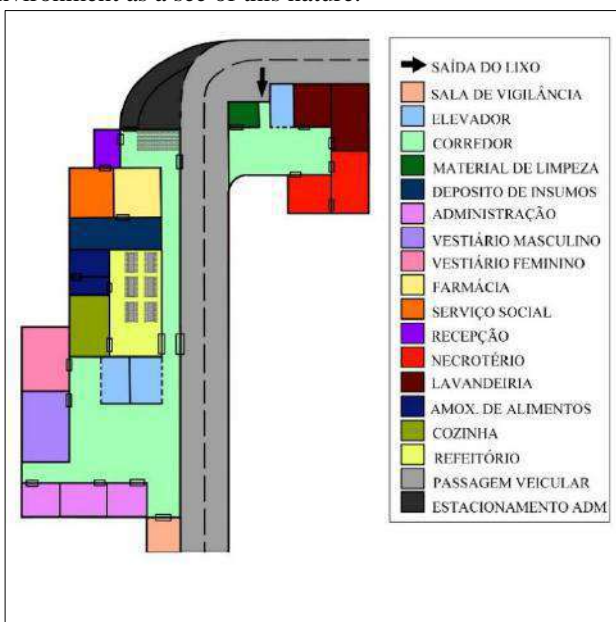 vironment as a sec of this nature.
SAÍDA DO LIXO
SALA DE VIGILÂNCIA
ELEVADOR
CORREDOR
MATERIAL DE LIMPEZA
DEPOSITO DE INSUMOS
ADMINISTRAÇÃO
VESTIÁRIO MASCULINO
VESTIÁRIO FEMININO
FARMÁCIA
SERVIÇO SOCIAL
RECEPÇÃO
NECROTÉRIO
LAVANDEIRIA
AMOX. DE ALIMENTOS
COZINHA
REFEITÓRIO
PASSAGEM VEICULAR
ESTACIONAMENTO ADM